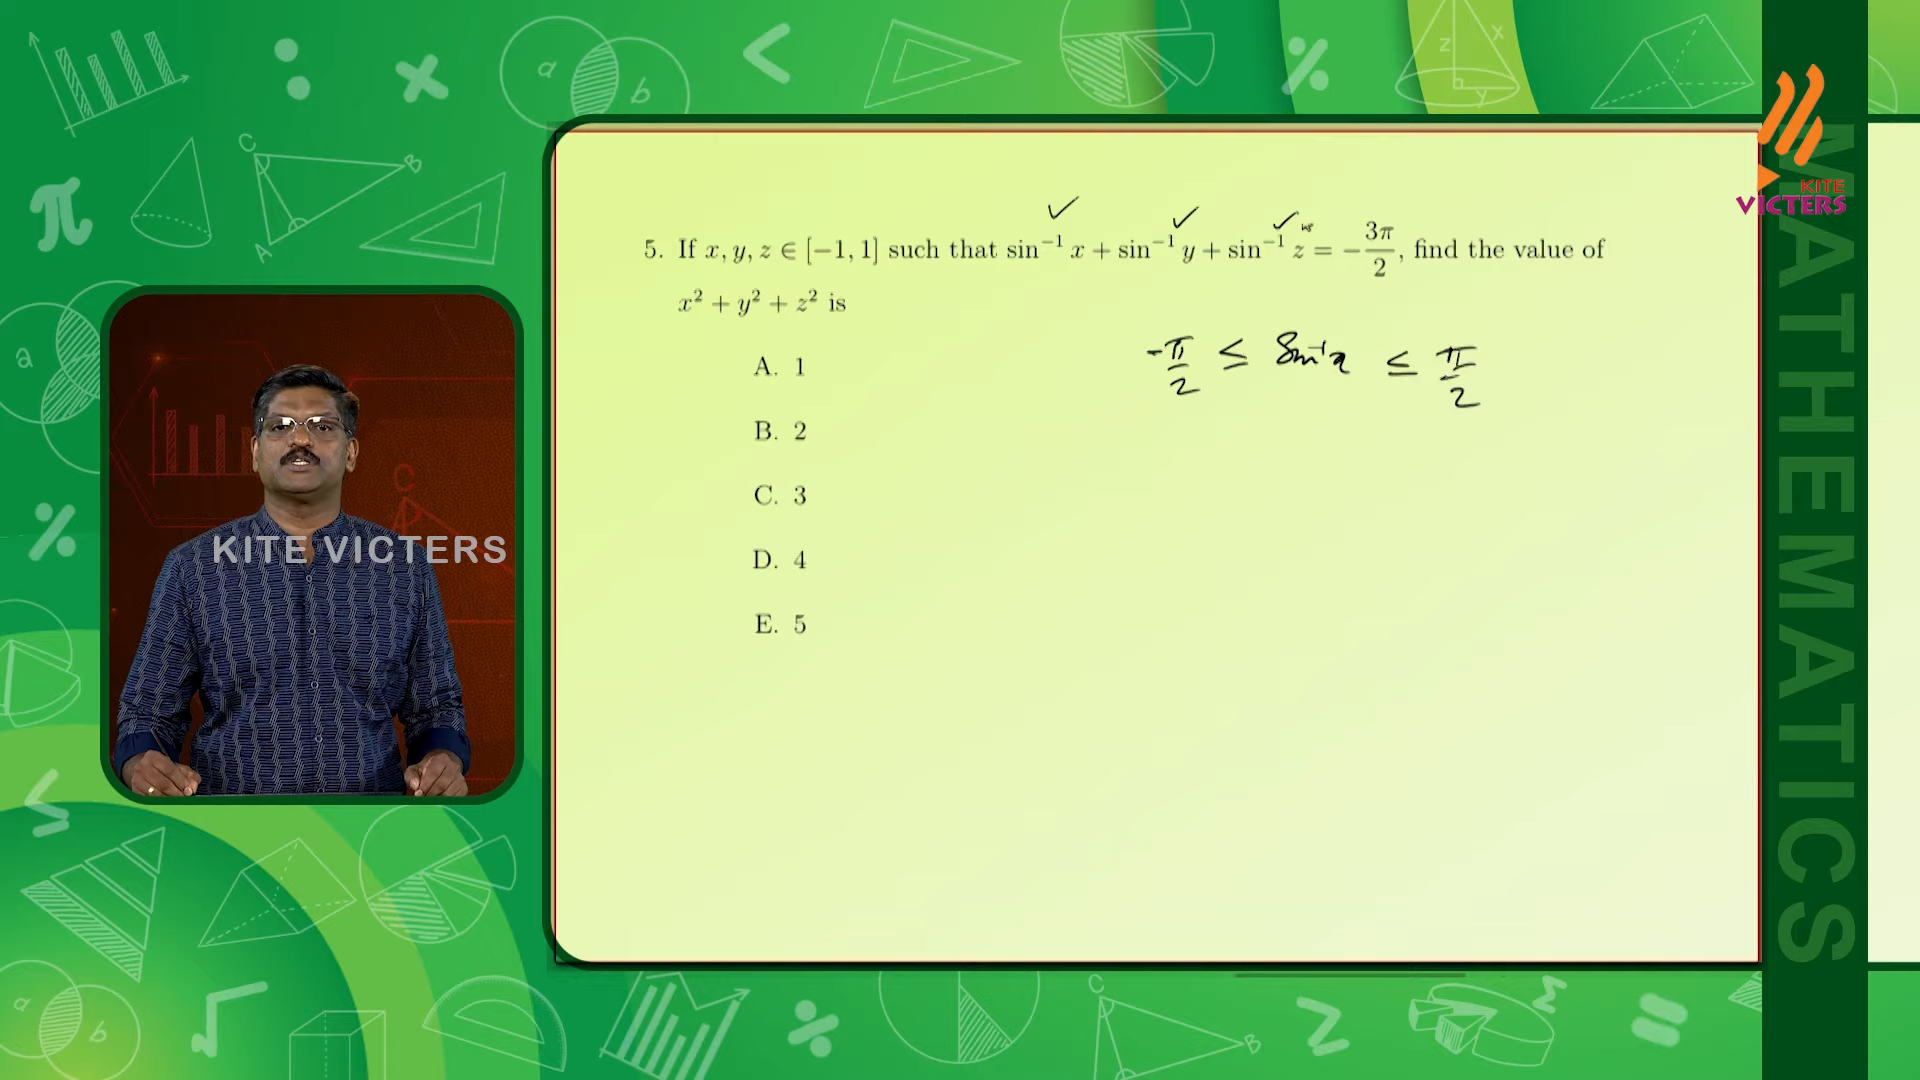 5. If x, y, z ∈ [−1, 1] such that sin⁻¹ x + sin⁻¹ y + sin⁻¹ z = −3π/2, find the value of
x² + y² + z² is
A. 1
B. 2
C. 3
D. 4
E. 5
-π/2 ≤ Sin⁻¹x ≤ π/2
KITE VICTERS
KITE
VICTERS
MATHEMATICS
a
b
C
B
A
Z
X
Y
a
C
a
b
C
B